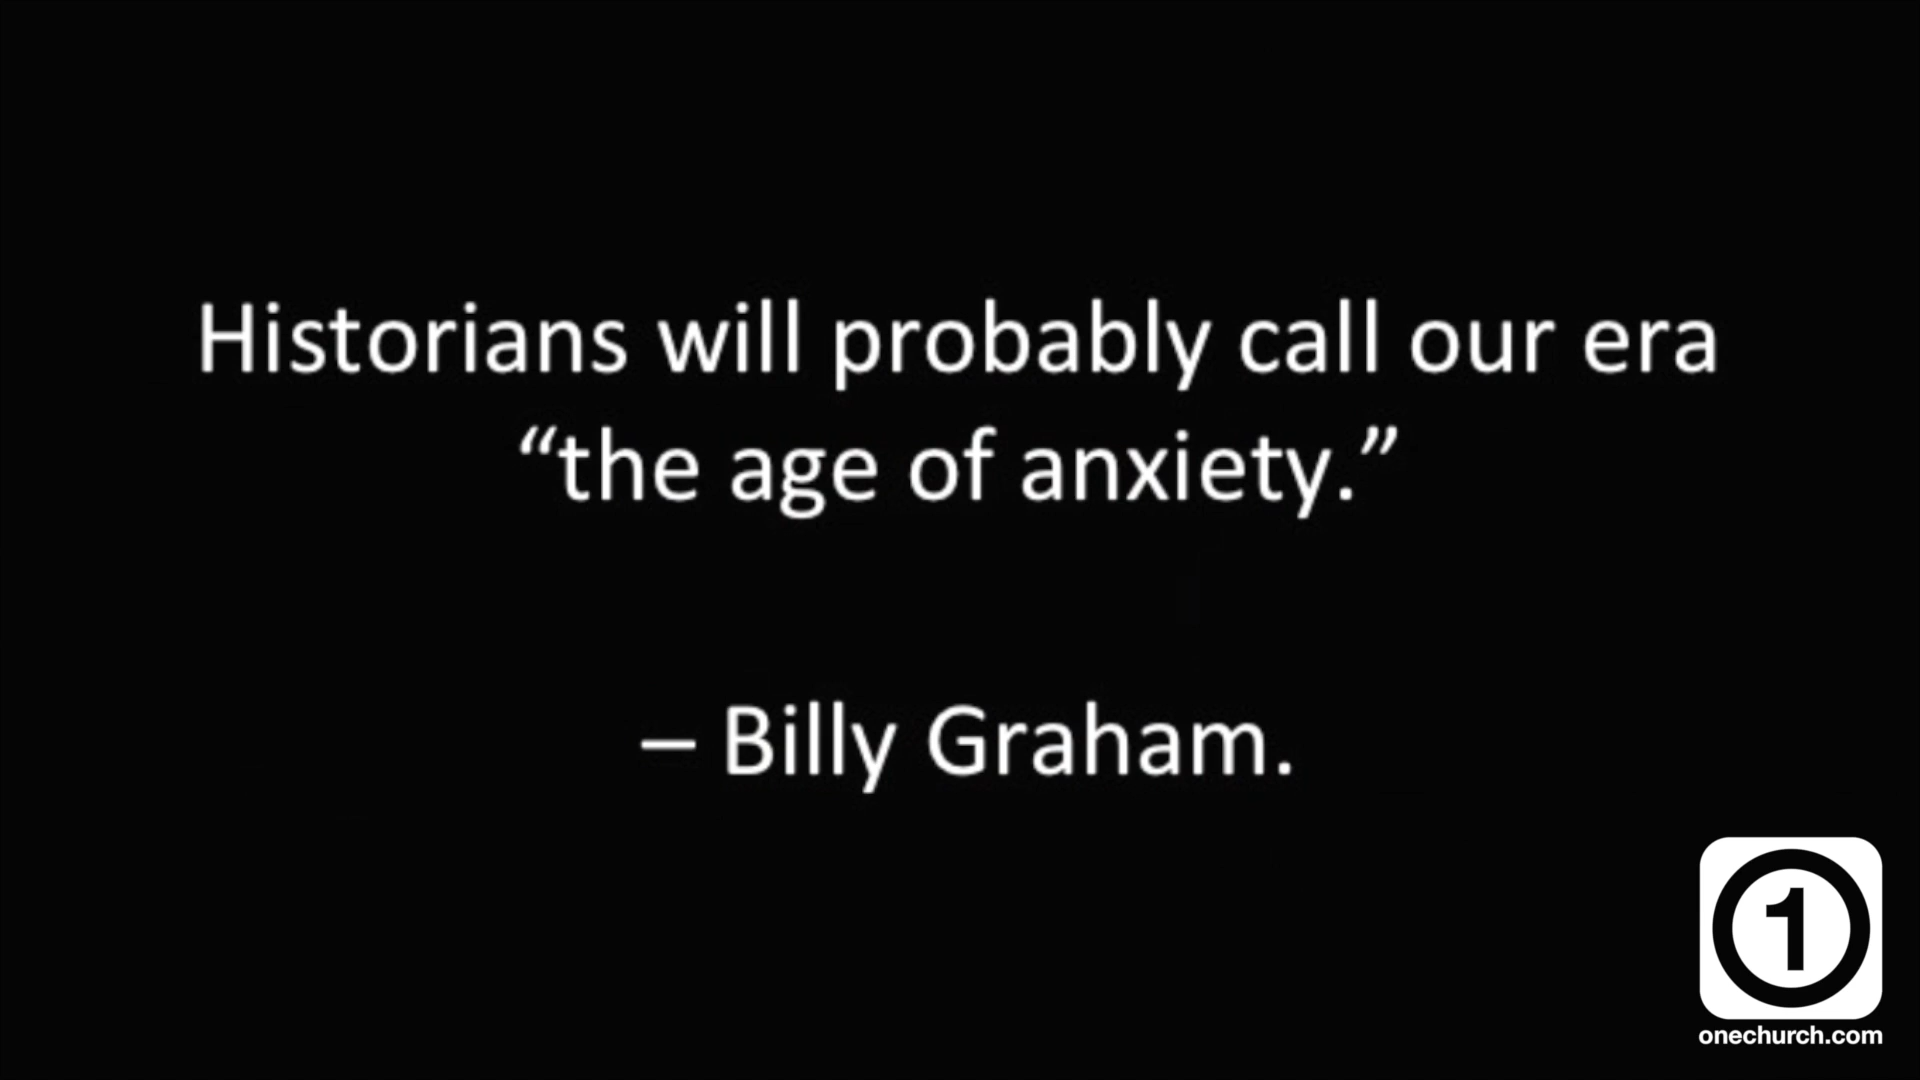 Historians will probably call our era
“the age of anxiety.”
– Billy Graham.
1
onechurch.com